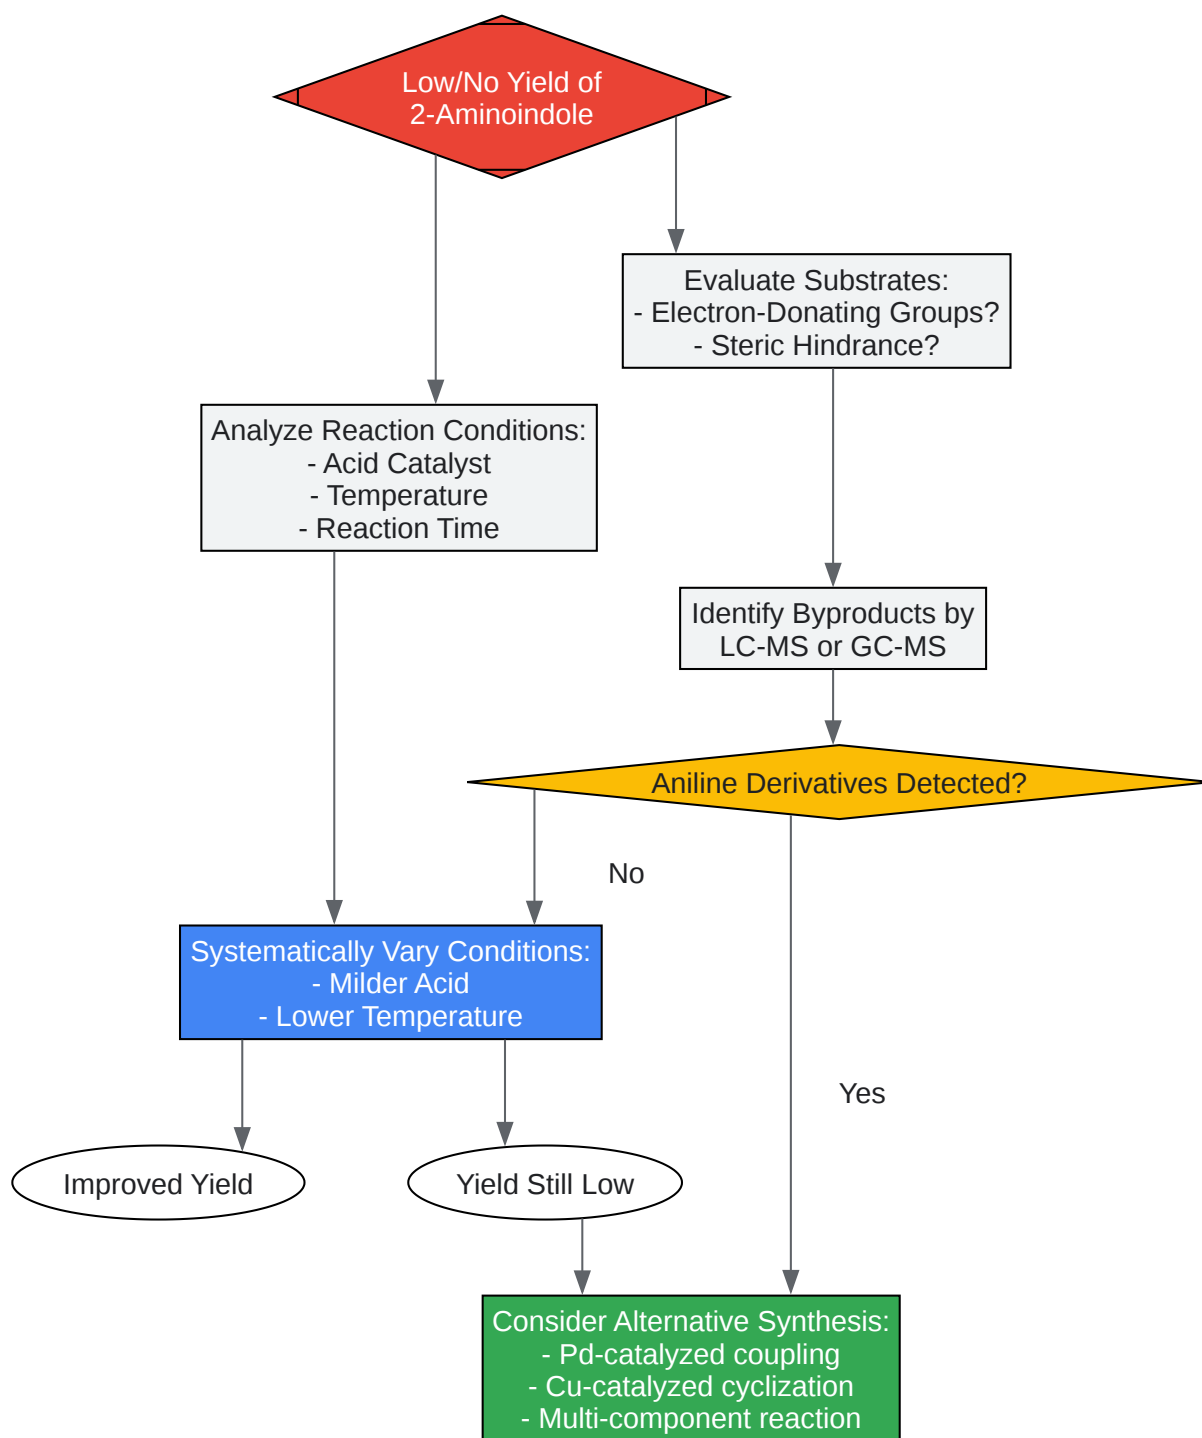 Low/No Yield of
2-Aminoindole
Evaluate Substrates:
- Electron-Donating Groups?
- Steric Hindrance?
Analyze Reaction Conditions:
- Acid Catalyst
- Temperature
- Reaction Time
Identify Byproducts by
LC-MS or GC-MS
Aniline Derivatives Detected?
No
Systematically Vary Conditions:
- Milder Acid
- Lower Temperature
Yes
Improved Yield
Yield Still Low
Consider Alternative Synthesis:
- Pd-catalyzed coupling
- Cu-catalyzed cyclization
- Multi-component reaction